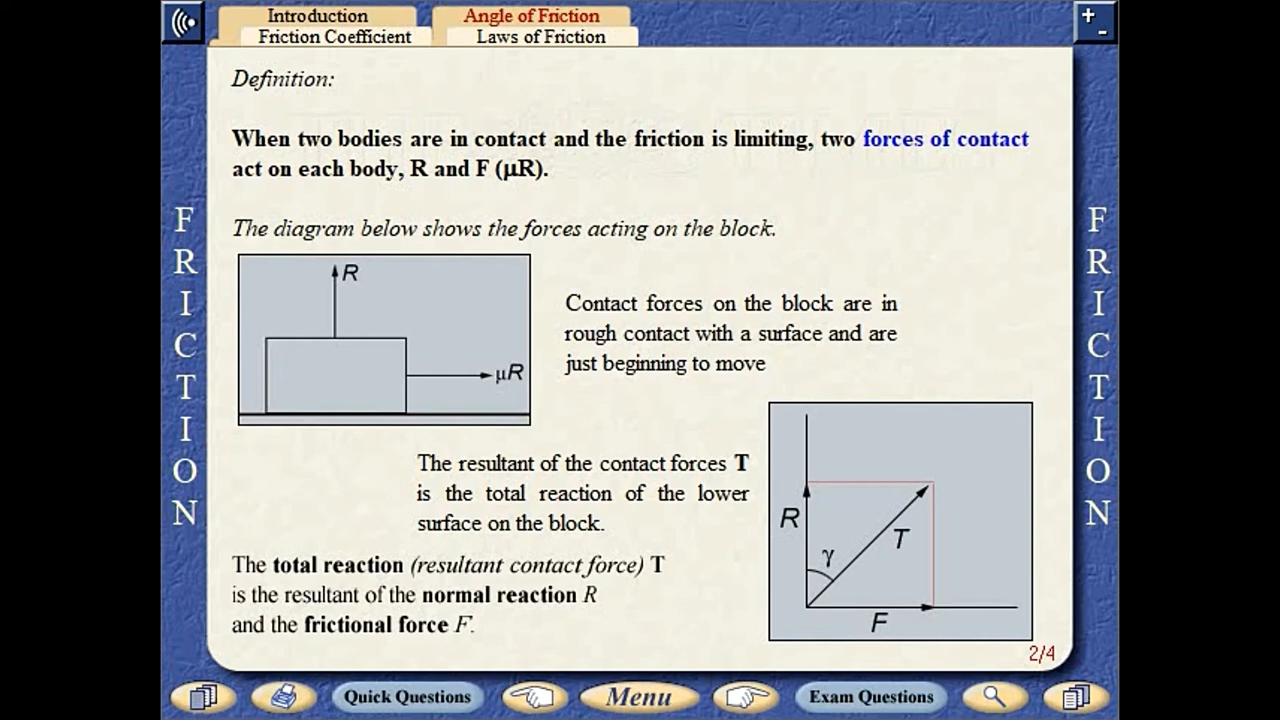 Introduction
Angle of Friction
Friction Coefficient
Laws of Friction
+
-
Definition:
When two bodies are in contact and the friction is limiting, two forces of contact
act on each body, R and F (μR).
The diagram below shows the forces acting on the block.
R
μR
Contact forces on the block are in
rough contact with a surface and are
just beginning to move
The resultant of the contact forces T
is the total reaction of the lower
surface on the block.
The total reaction (resultant contact force) T
is the resultant of the normal reaction R
and the frictional force F.
R
T
γ
F
2/4
FRICTION
FRICTION
Quick Questions
Menu
Exam Questions